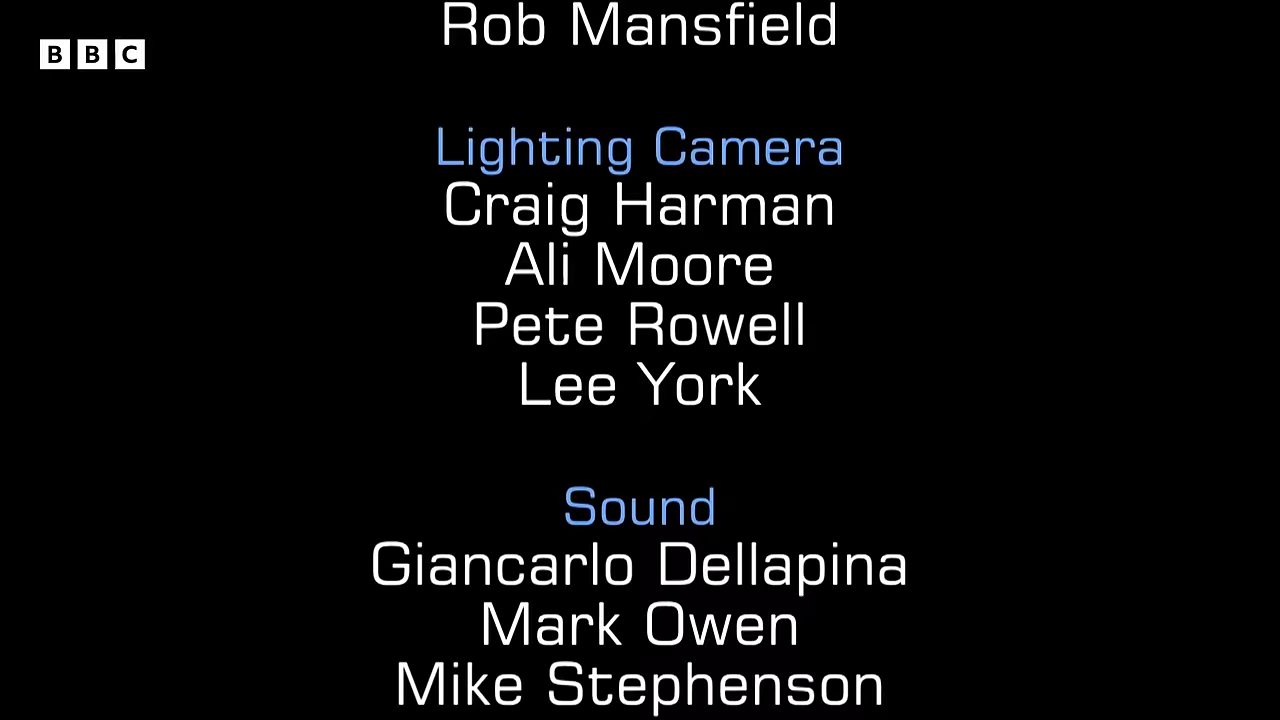 BBC
Rob Mansfield
Lighting Camera
Craig Harman
Ali Moore
Pete Rowell
Lee York
Sound
Giancarlo Dellapina
Mark Owen
Mike Stephenson